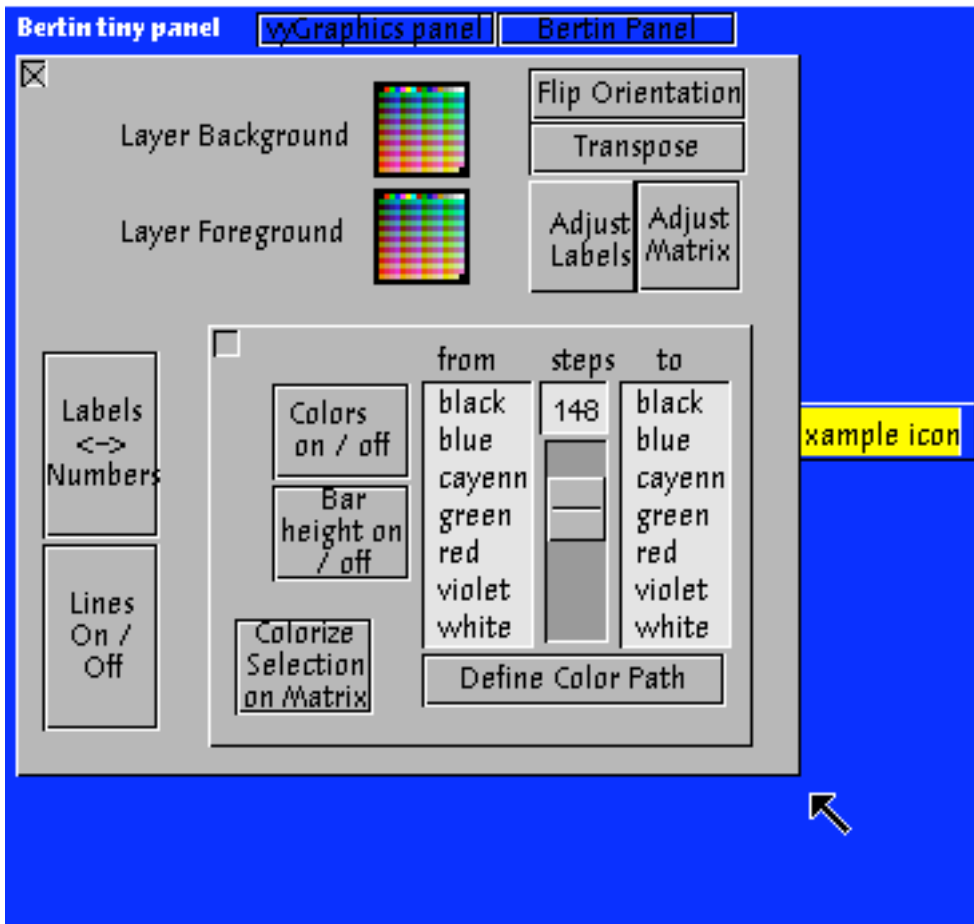 Bertin tiny panel
vyGraphics panel
Bertin Panel
Layer Background
Flip Orientation
Transpose
Layer Foreground
Adjust
Labels
Adjust
Matrix
from
steps
to
Labels
<->
Numbers
Colors
on / off
black
blue
cayenn
green
red
violet
white
148
black
blue
cayenn
green
red
violet
white
xample icon
Bar
height on
/ off
Lines
On /
Off
Colorize
Selection
on Matrix
Define Color Path